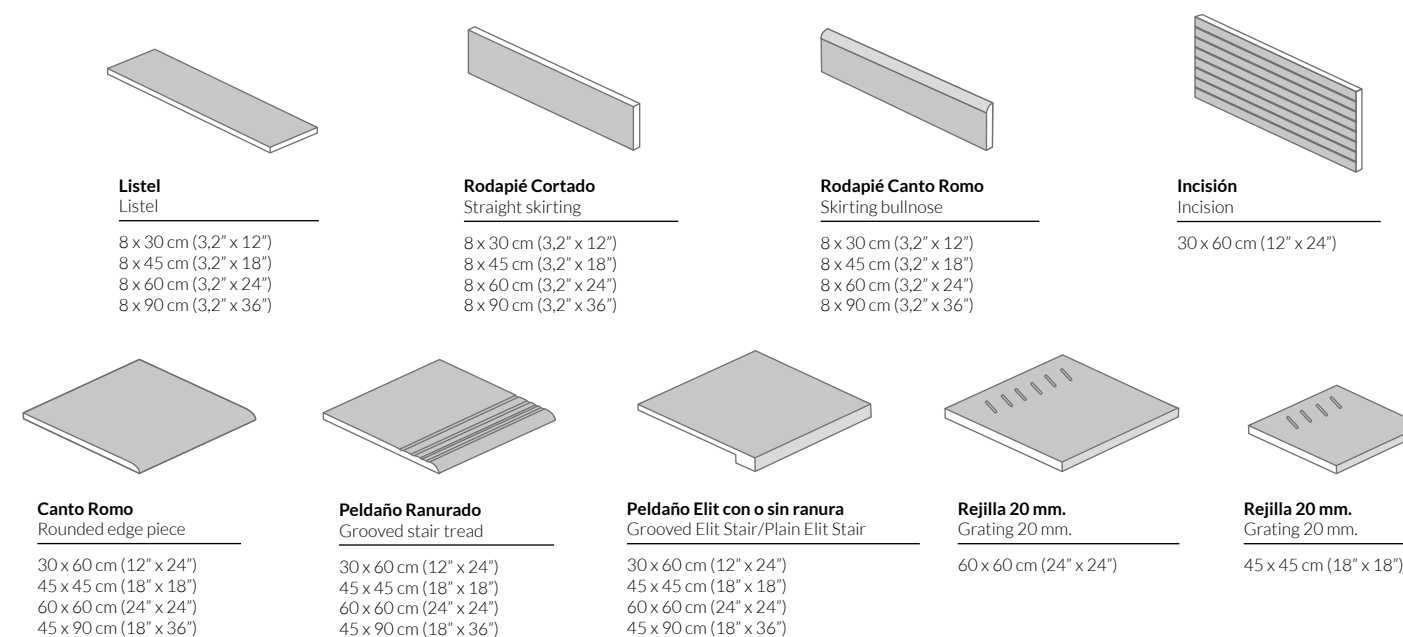 Listel
Listel
8 x 30 cm (3,2” x 12”)
8 x 45 cm (3,2” x 18”)
8 x 60 cm (3,2” x 24”)
8 x 90 cm (3,2” x 36”)
Rodapié Cortado
Straight skirting
8 x 30 cm (3,2” x 12”)
8 x 45 cm (3,2” x 18”)
8 x 60 cm (3,2” x 24”)
8 x 90 cm (3,2” x 36”)
Rodapié Canto Romo
Skirting bullnose
8 x 30 cm (3,2” x 12”)
8 x 45 cm (3,2” x 18”)
8 x 60 cm (3,2” x 24”)
8 x 90 cm (3,2” x 36”)
Incisión
Incision
30 x 60 cm (12” x 24”)
Canto Romo
Rounded edge piece
30 x 60 cm (12” x 24”)
45 x 45 cm (18” x 18”)
60 x 60 cm (24” x 24”)
45 x 90 cm (18” x 36”)
Peldaño Ranurado
Grooved stair tread
30 x 60 cm (12” x 24”)
45 x 45 cm (18” x 18”)
60 x 60 cm (24” x 24”)
45 x 90 cm (18” x 36”)
Peldaño Elit con o sin ranura
Grooved Elit Stair/Plain Elit Stair
30 x 60 cm (12” x 24”)
45 x 45 cm (18” x 18”)
60 x 60 cm (24” x 24”)
45 x 90 cm (18” x 36”)
Rejilla 20 mm.
Grating 20 mm.
60 x 60 cm (24” x 24”)
Rejilla 20 mm.
Grating 20 mm.
45 x 45 cm (18” x 18”)